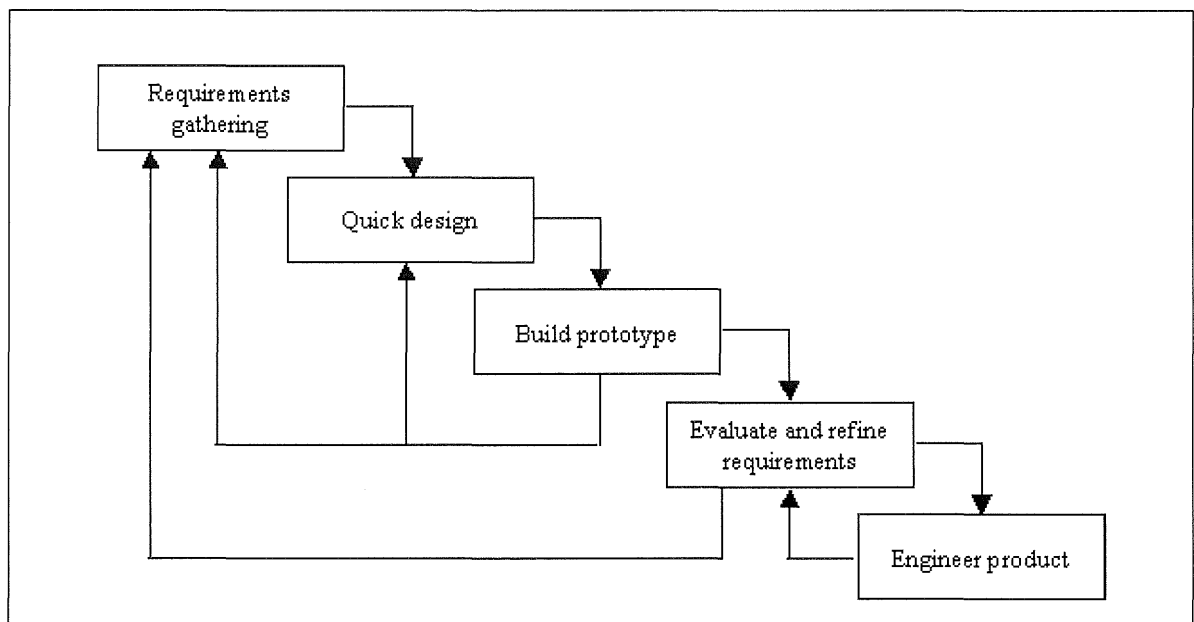 Requirements
gathering
Quick design
Build prototype
Evaluate and refine
requirements
Engineer product